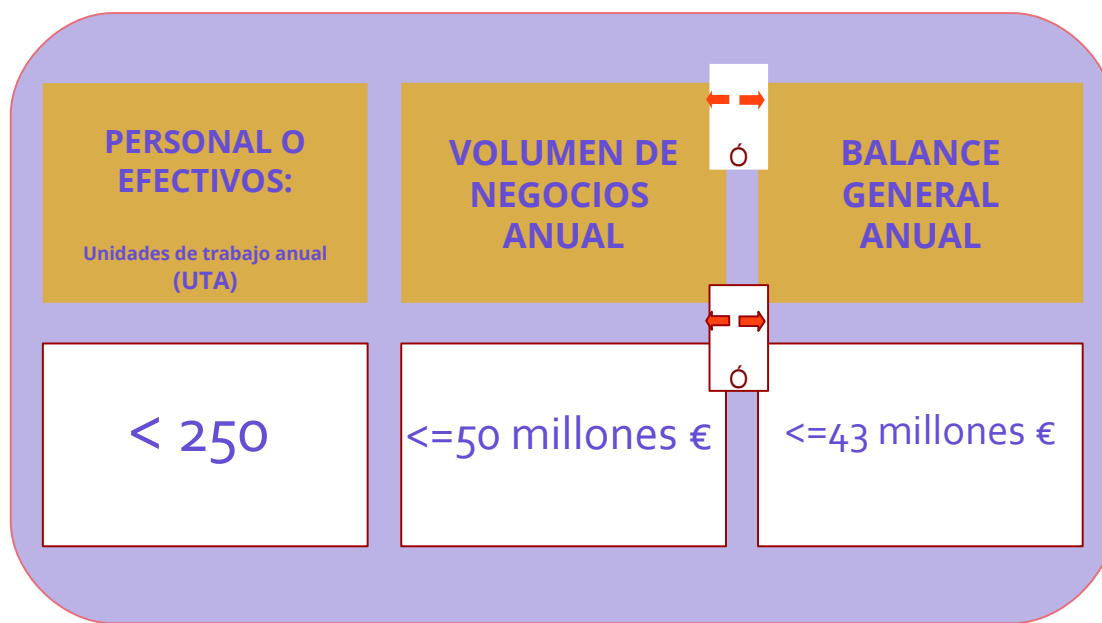 PERSONAL O
EFECTIVOS:
Unidades de trabajo anual
(UTA)
VOLUMEN DE
NEGOCIOS
ANUAL
Ó
BALANCE
GENERAL
ANUAL
< 250
<=50 millones €
Ó
<=43 millones €